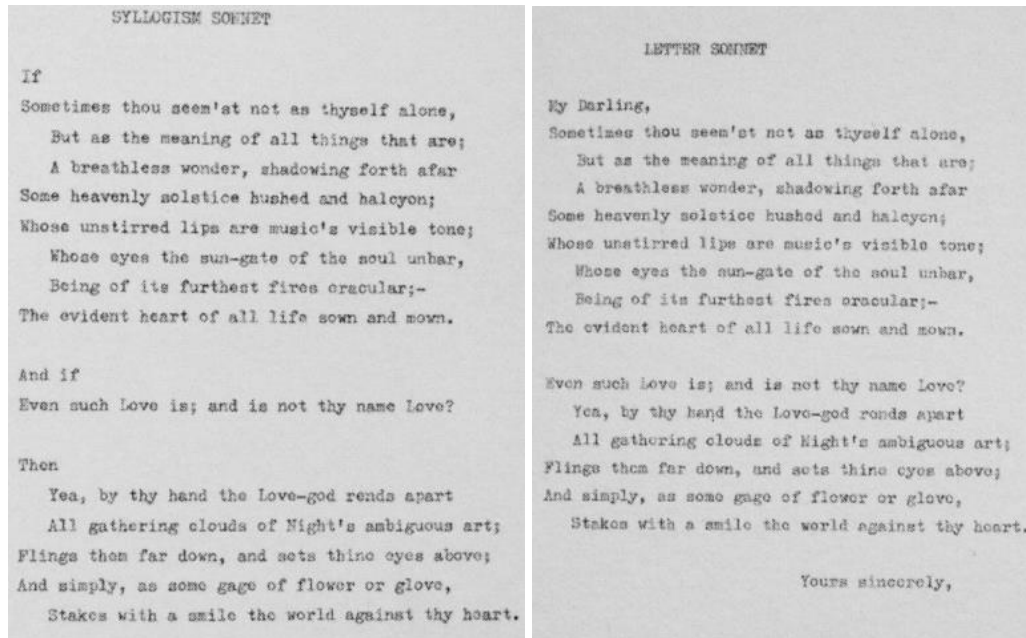 SYLLOGISM SONNET
If
Sometimes thou seem'st not as thyself alone,
But as the meaning of all things that are;
A breathless wonder, shadowing forth afar
Some heavenly solstice hushed and halcyon;
Whose unstirred lips are music's visible tone;
Whose eyes the sun-gate of the soul unbar,
Being of its furthest fires oracular;-
The evident heart of all life sown and mown.
And if
Even such Love is; and is not thy name Love?
Then
Yea, by thy hand the Love-god rends apart
All gathering clouds of Night's ambiguous art;
Flings them far down, and sets thine eyes above;
And simply, as some gage of flower or glove,
Stakes with a smile the world against thy heart.
LETTER SONNET
My Darling,
Sometimes thou seem'st not as thyself alone,
But as the meaning of all things that are;
A breathless wonder, shadowing forth afar
Some heavenly solstice hushed and halcyon;
Whose unstirred lips are music's visible tone;
Whose eyes the sun-gate of the soul unbar,
Being of its furthest fires oracular;-
The evident heart of all life sown and mown.
Even such Love is; and is not thy name Love?
Yea, by thy hand the Love-god rends apart
All gathering clouds of Night's ambiguous art;
Flings them far down, and sets thine eyes above;
And simply, as some gage of flower or glove,
Stakes with a smile the world against thy heart.
Yours sincerely,